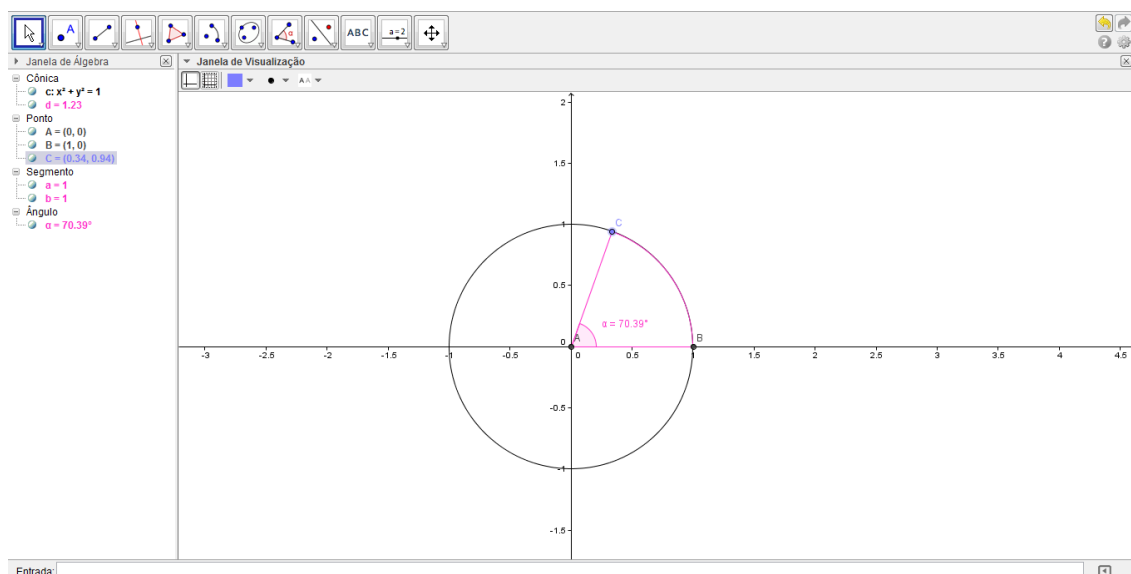 A
α
ABC
a=2
Janela de Álgebra
Cônica
c: x² + y² = 1
d = 1.23
Ponto
A = (0, 0)
B = (1, 0)
C = (0.34, 0.94)
Segmento
a = 1
b = 1
Ângulo
α = 70.39°
Janela de Visualização
A A
2
1.5
1
C
0.5
α = 70.39°
0 A B
-3 -2.5 -2 -1.5 -1 -0.5 0 0.5 1 1.5 2 2.5 3 3.5 4 4.5
-0.5
-1
-1.5
Entrada: